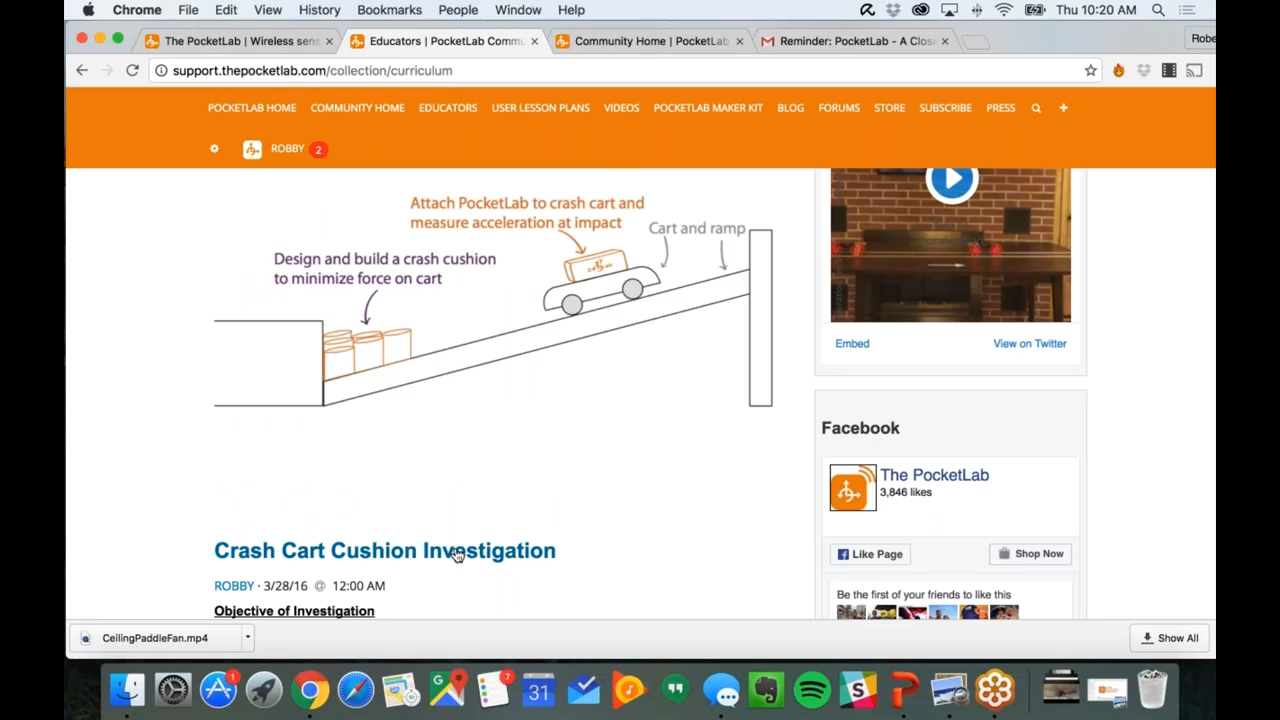 Chrome File Edit View History Bookmarks People Window Help Thu 10:20 AM
The PocketLab | Wireless sens Educators | PocketLab Commu Community Home | PocketLab Reminder: PocketLab - A Clos Robe
support.thepocketlab.com/collection/curriculum
POCKETLAB HOME COMMUNITY HOME EDUCATORS USER LESSON PLANS VIDEOS POCKETLAB MAKER KIT BLOG FORUMS STORE SUBSCRIBE PRESS
ROBBY 2
Attach PocketLab to crash cart and
measure acceleration at impact
Cart and ramp
Design and build a crash cushion
to minimize force on cart
Embed View on Twitter
Facebook
The PocketLab
3,846 likes
Like Page Shop Now
Be the first of your friends to like this
Crash Cart Cushion Investigation
ROBBY · 3/28/16 @ 12:00 AM
Objective of Investigation
CeilingPaddleFan.mp4 Show All
1 7 31